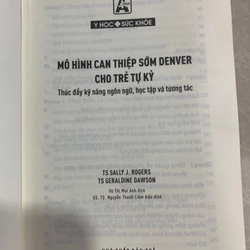 Y HỌC SỨC KHỎE
MÔ HÌNH CAN THIỆP SỚM DENVER
CHO TRẺ TỰ KỶ
Thúc đẩy kỹ năng ngôn ngữ, học tập và tương tác
TS SALLY J. ROGERS
TS GERALDINE DAWSON
Võ Thị Mai Anh dịch
GS. TS. Nguyễn Thanh Liêm hiệu đính